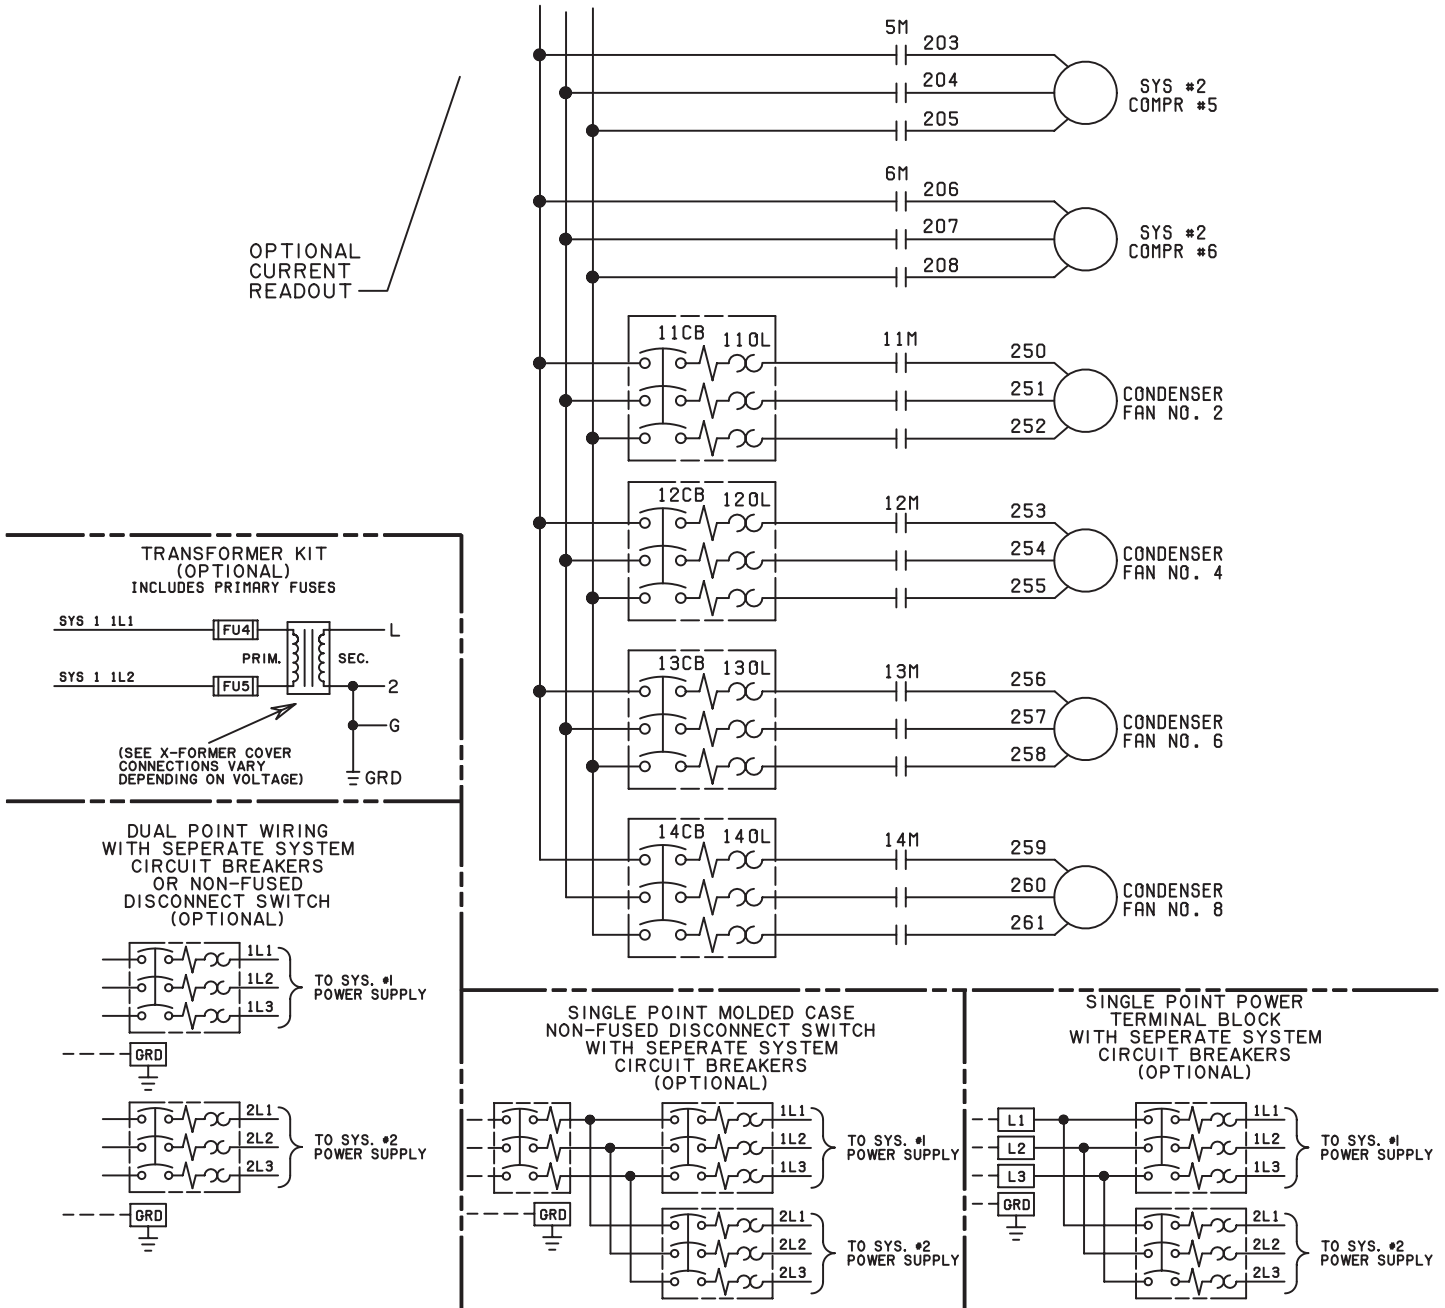 5M
203
204
205
SYS #2
COMPR #5
6M
206
207
208
SYS #2
COMPR #6
OPTIONAL
CURRENT
READOUT
11CB 11OL
11M
250
251
252
CONDENSER
FAN NO. 2
12CB 12OL
12M
253
254
255
CONDENSER
FAN NO. 4
13CB 13OL
13M
256
257
258
CONDENSER
FAN NO. 6
14CB 14OL
14M
259
260
261
CONDENSER
FAN NO. 8
TRANSFORMER KIT
(OPTIONAL)
INCLUDES PRIMARY FUSES
SYS 1 1L1
FU4
L
PRIM.
SEC.
SYS 1 1L2
FU5
2
G
(SEE X-FORMER COVER
CONNECTIONS VARY
DEPENDING ON VOLTAGE)
GRD
DUAL POINT WIRING
WITH SEPERATE SYSTEM
CIRCUIT BREAKERS
OR NON-FUSED
DISCONNECT SWITCH
(OPTIONAL)
1L1
1L2
1L3
TO SYS. #1
POWER SUPPLY
GRD
2L1
2L2
2L3
TO SYS. #2
POWER SUPPLY
GRD
SINGLE POINT MOLDED CASE
NON-FUSED DISCONNECT SWITCH
WITH SEPERATE SYSTEM
CIRCUIT BREAKERS
(OPTIONAL)
1L1
1L2
1L3
TO SYS. #1
POWER SUPPLY
GRD
2L1
2L2
2L3
TO SYS. #2
POWER SUPPLY
SINGLE POINT POWER
TERMINAL BLOCK
WITH SEPERATE SYSTEM
CIRCUIT BREAKERS
(OPTIONAL)
L1
L2
L3
GRD
1L1
1L2
1L3
TO SYS. #1
POWER SUPPLY
2L1
2L2
2L3
TO SYS. #2
POWER SUPPLY